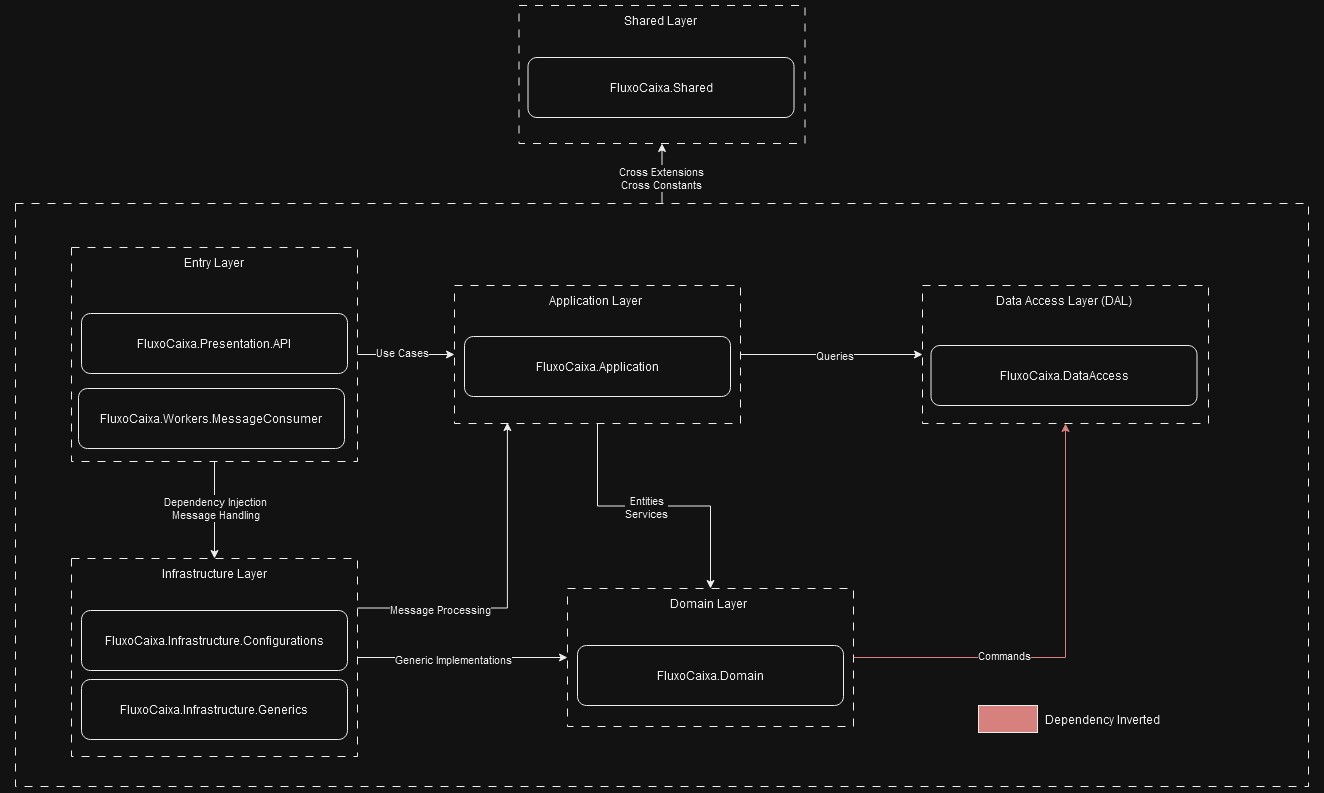 Shared Layer
FluxoCaixa.Shared
Cross Extensions
Cross Constants
Entry Layer
FluxoCaixa.Presentation.API
FluxoCaixa.Workers.MessageConsumer
Use Cases
Application Layer
FluxoCaixa.Application
Queries
Data Access Layer (DAL)
FluxoCaixa.DataAccess
Dependency Injection
Message Handling
Entities
Services
Infrastructure Layer
FluxoCaixa.Infrastructure.Configurations
FluxoCaixa.Infrastructure.Generics
Message Processing
Generic Implementations
Domain Layer
FluxoCaixa.Domain
Commands
Dependency Inverted